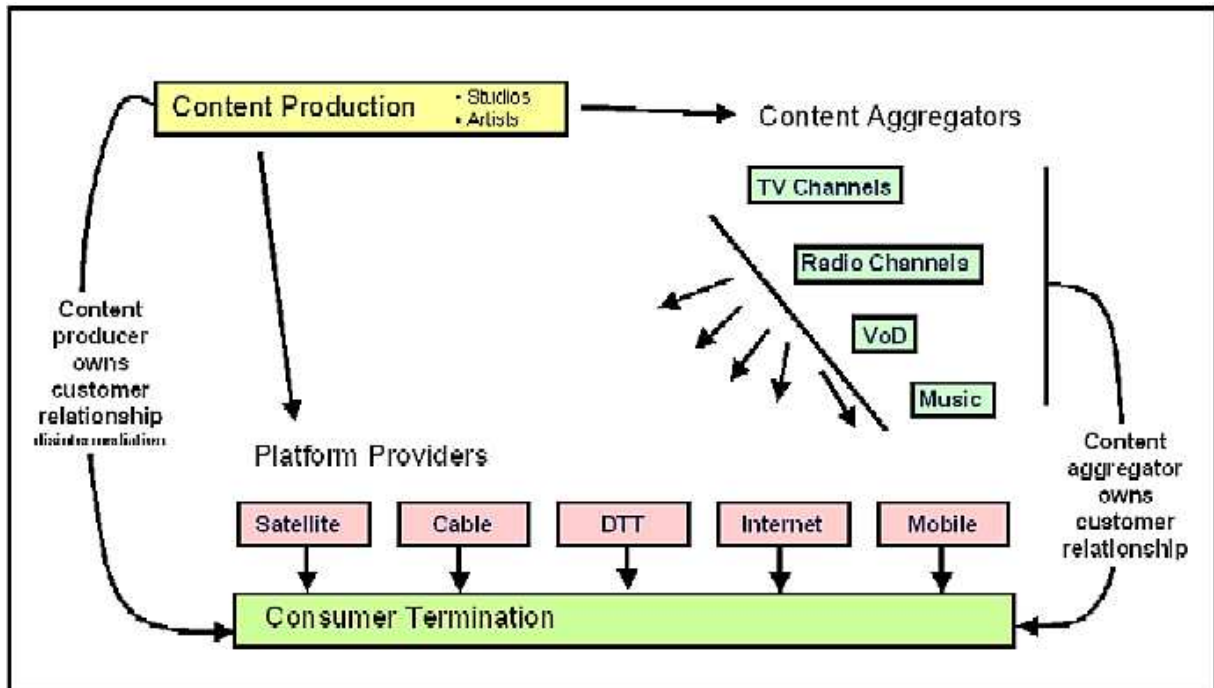 Content Production
• Studios
• Artists
Content Aggregators
TV Channels
Radio Channels
VoD
Music
Content
producer
owns
customer
relationship
disintermediation
Content
aggregator
owns
customer
relationship
Platform Providers
Satellite
Cable
DTT
Internet
Mobile
Consumer Termination